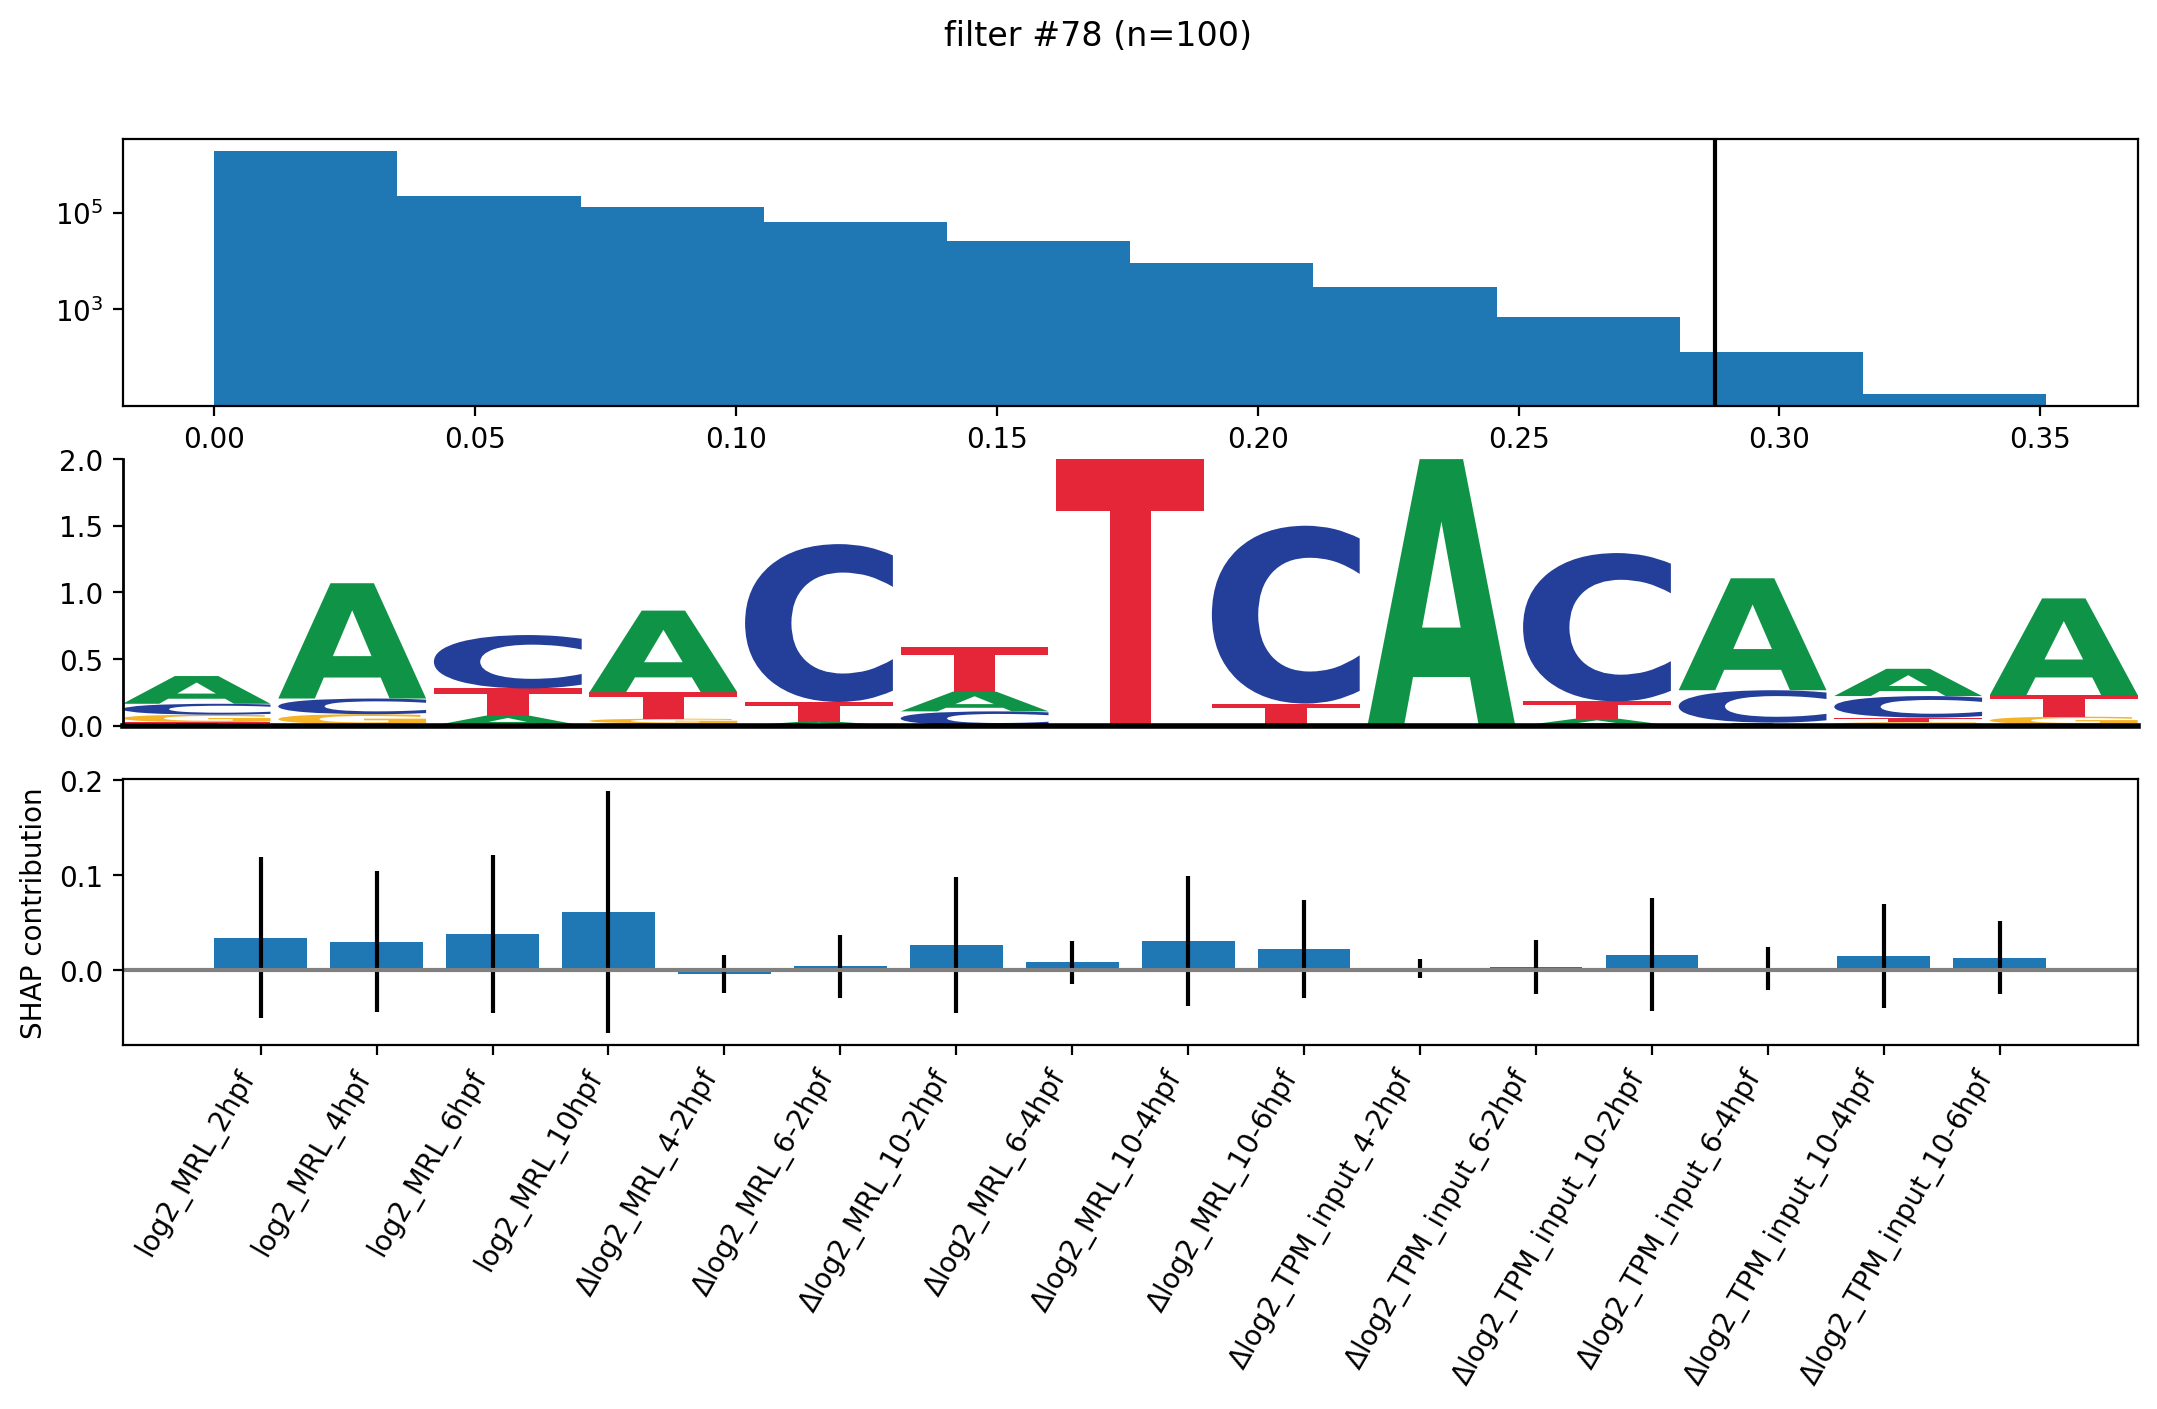 filter #78 (n=100)
10^5
10^3
0.00 0.05 0.10 0.15 0.20 0.25 0.30 0.35
2.0
1.5
1.0
0.5
0.0
A C G T
A C G
C T A
A T G
C T A
T A C
T
C T
A
C T A
A C
A C T
A T G
SHAP contribution
0.2
0.1
0.0
log2_MRL_2hpf
log2_MRL_4hpf
log2_MRL_6hpf
log2_MRL_10hpf
Δlog2_MRL_4-2hpf
Δlog2_MRL_6-2hpf
Δlog2_MRL_10-2hpf
Δlog2_MRL_6-4hpf
Δlog2_MRL_10-4hpf
Δlog2_MRL_10-6hpf
Δlog2_TPM_input_4-2hpf
Δlog2_TPM_input_6-2hpf
Δlog2_TPM_input_10-2hpf
Δlog2_TPM_input_6-4hpf
Δlog2_TPM_input_10-4hpf
Δlog2_TPM_input_10-6hpf